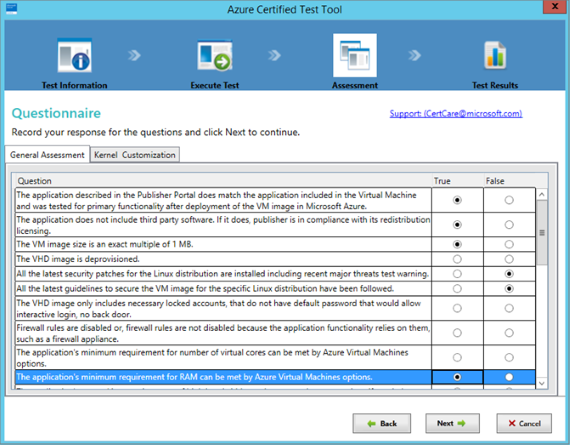 Azure Certified Test Tool
x
Test Information
Execute Test
Assessment
Test Results
Questionnaire
Support: (CertCare@microsoft.com)
Record your response for the questions and click Next to continue.
General Assessment
Kernel Customization
Question
True
False
The application described in the Publisher Portal does match the application included in the Virtual Machine
and was tested for primary functionality after deployment of the VM image in Microsoft Azure.
The application does not include third party software. If it does, publisher is in compliance with its redistribution
licensing.
The VM image size is an exact multiple of 1 MB.
The VHD image is deprovisioned.
All the latest security patches for the Linux distribution are installed including recent major threats test warning.
All the latest guidelines to secure the VM image for the specific Linux distribution have been followed.
The VHD image only includes necessary locked accounts, that do not have default password that would allow
interactive login, no back door.
Firewall rules are disabled or, firewall rules are not disabled because the application functionality relies on them,
such as a firewall appliance.
The application's minimum requirement for number of virtual cores can be met by Azure Virtual Machines
options.
The application's minimum requirement for RAM can be met by Azure Virtual Machines options.
Back
Next
Cancel